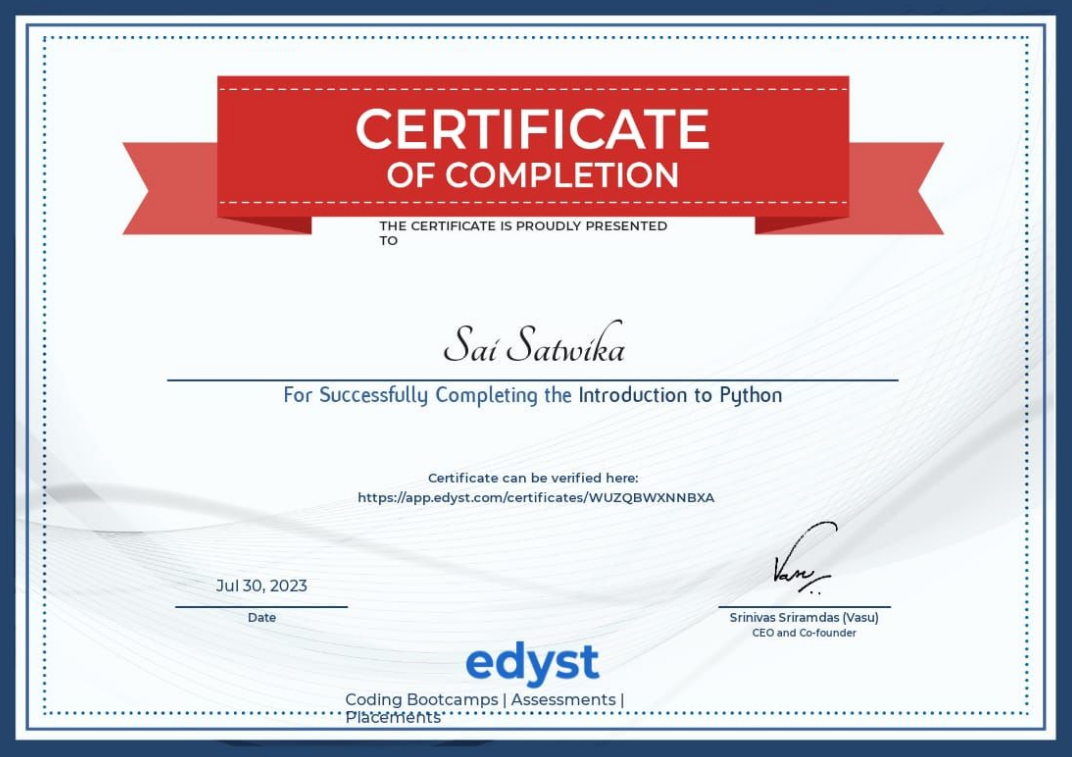 CERTIFICATE
OF COMPLETION
THE CERTIFICATE IS PROUDLY PRESENTED
TO
Sai Satwika
For Successfully Completing the Introduction to Python
Certificate can be verified here:
https://app.edyst.com/certificates/WUZQBWXNNBXA
Vasu
Jul 30, 2023
Date
Srinivas Sriramdas (Vasu)
CEO and Co-founder
edyst
Coding Bootcamps | Assessments |
Placements